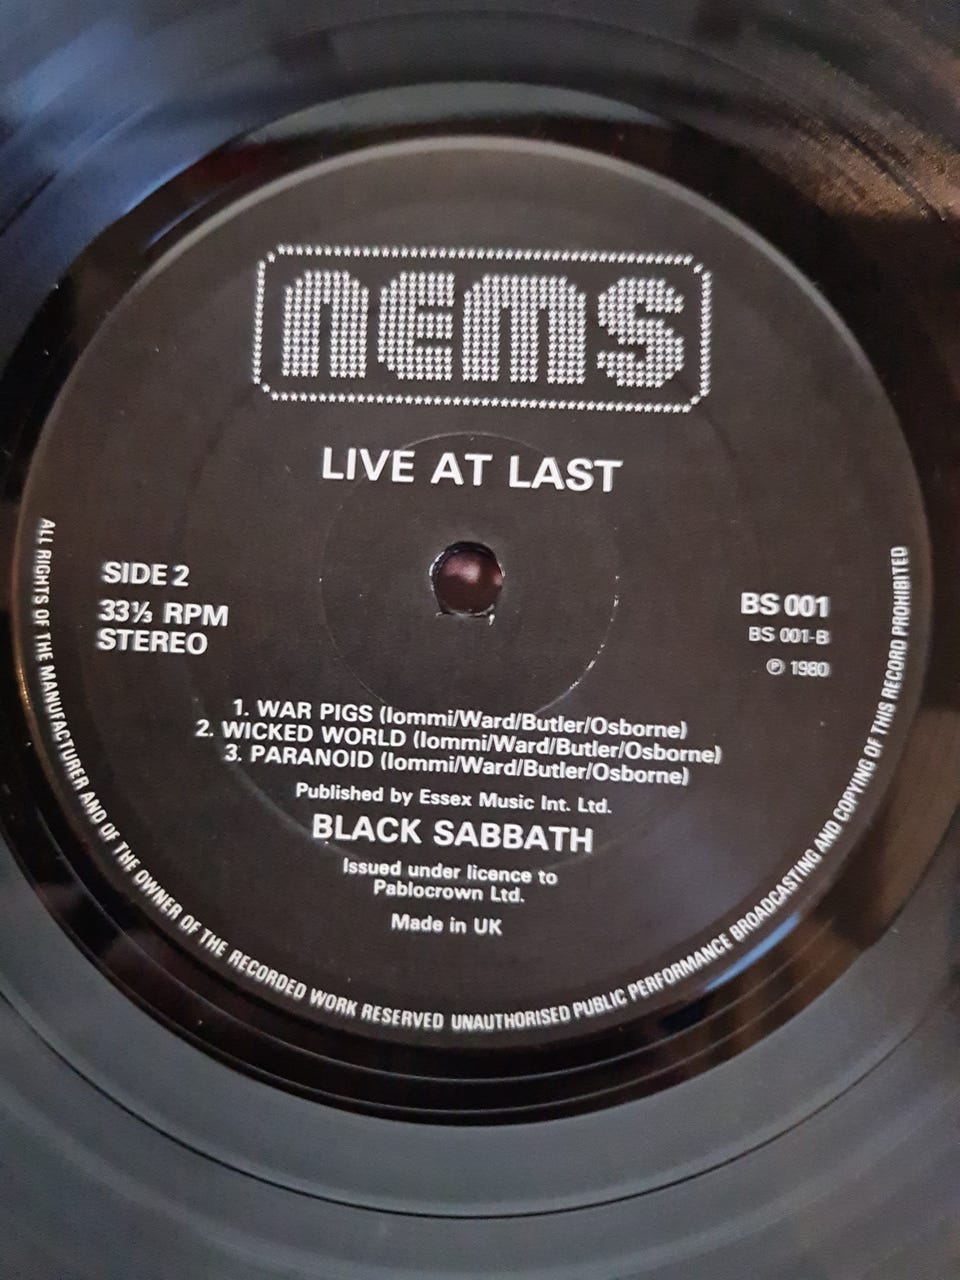 nems
LIVE AT LAST
SIDE 2
33⅓ RPM
STEREO
BS 001
BS 001-B
℗ 1980
1. WAR PIGS (Iommi/Ward/Butler/Osborne)
2. WICKED WORLD (Iommi/Ward/Butler/Osborne)
3. PARANOID (Iommi/Ward/Butler/Osborne)
Published by Essex Music Int. Ltd.
BLACK SABBATH
Issued under licence to
Pablocrown Ltd.
Made in UK
ALL RIGHTS OF THE MANUFACTURER AND OF THE OWNER OF THE RECORDED WORK RESERVED UNAUTHORISED PUBLIC PERFORMANCE BROADCASTING AND COPYING OF THIS RECORD PROHIBITED